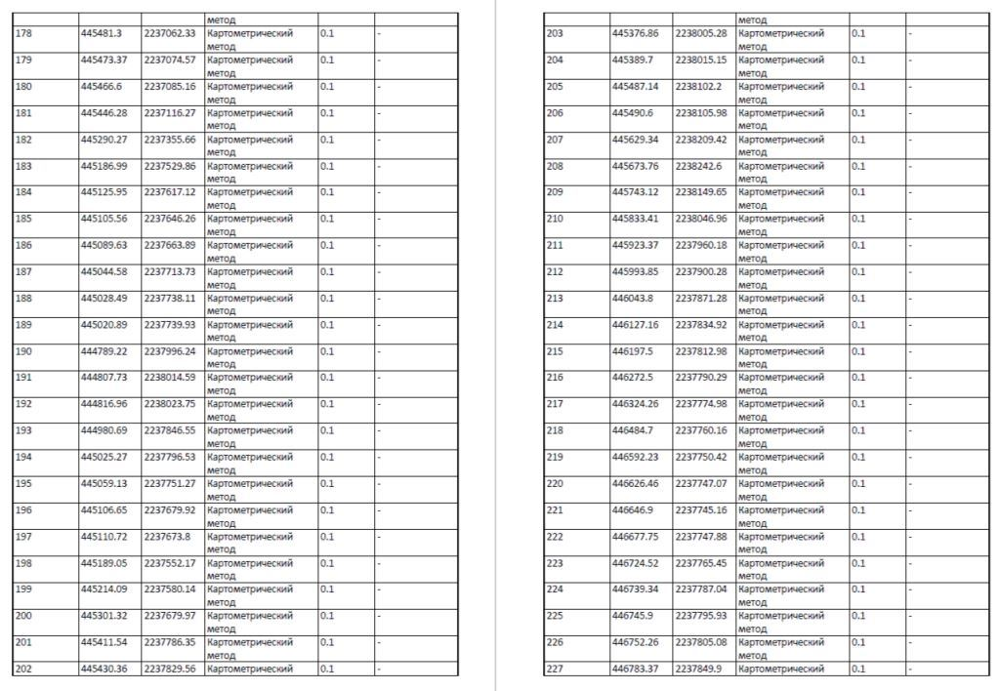 метод
178 445481.3 2237062.33 Картометрический 0.1 -
метод
179 445473.37 2237074.57 Картометрический 0.1 -
метод
180 445466.6 2237085.16 Картометрический 0.1 -
метод
181 445446.28 2237116.27 Картометрический 0.1 -
метод
182 445290.27 2237355.66 Картометрический 0.1 -
метод
183 445186.99 2237529.86 Картометрический 0.1 -
метод
184 445125.95 2237617.12 Картометрический 0.1 -
метод
185 445105.56 2237646.26 Картометрический 0.1 -
метод
186 445089.63 2237663.89 Картометрический 0.1 -
метод
187 445044.58 2237713.73 Картометрический 0.1 -
метод
188 445028.49 2237738.11 Картометрический 0.1 -
метод
189 445020.89 2237739.93 Картометрический 0.1 -
метод
190 444789.22 2237996.24 Картометрический 0.1 -
метод
191 444807.73 2238014.59 Картометрический 0.1 -
метод
192 444816.96 2238023.75 Картометрический 0.1 -
метод
193 444980.69 2237846.55 Картометрический 0.1 -
метод
194 445025.27 2237796.53 Картометрический 0.1 -
метод
195 445059.13 2237751.27 Картометрический 0.1 -
метод
196 445106.65 2237679.92 Картометрический 0.1 -
метод
197 445110.72 2237673.8 Картометрический 0.1 -
метод
198 445189.05 2237552.17 Картометрический 0.1 -
метод
199 445214.09 2237580.14 Картометрический 0.1 -
метод
200 445301.32 2237679.97 Картометрический 0.1 -
метод
201 445411.54 2237786.35 Картометрический 0.1 -
метод
202 445430.36 2237829.56 Картометрический 0.1 -
метод
203 445376.86 2238005.28 Картометрический 0.1 -
метод
204 445389.7 2238015.15 Картометрический 0.1 -
метод
205 445487.14 2238102.2 Картометрический 0.1 -
метод
206 445490.6 2238105.98 Картометрический 0.1 -
метод
207 445629.34 2238209.42 Картометрический 0.1 -
метод
208 445673.76 2238242.6 Картометрический 0.1 -
метод
209 445743.12 2238149.65 Картометрический 0.1 -
метод
210 445833.41 2238046.96 Картометрический 0.1 -
метод
211 445923.37 2237960.18 Картометрический 0.1 -
метод
212 445993.85 2237900.28 Картометрический 0.1 -
метод
213 446043.8 2237871.28 Картометрический 0.1 -
метод
214 446127.16 2237834.92 Картометрический 0.1 -
метод
215 446197.5 2237812.98 Картометрический 0.1 -
метод
216 446272.5 2237790.29 Картометрический 0.1 -
метод
217 446324.26 2237774.98 Картометрический 0.1 -
метод
218 446484.7 2237760.16 Картометрический 0.1 -
метод
219 446592.23 2237750.42 Картометрический 0.1 -
метод
220 446626.46 2237747.07 Картометрический 0.1 -
метод
221 446646.9 2237745.16 Картометрический 0.1 -
метод
222 446677.75 2237747.88 Картометрический 0.1 -
метод
223 446724.52 2237765.45 Картометрический 0.1 -
метод
224 446739.34 2237787.04 Картометрический 0.1 -
метод
225 446745.9 2237795.93 Картометрический 0.1 -
метод
226 446752.26 2237805.08 Картометрический 0.1 -
метод
227 446783.37 2237849.9 Картометрический 0.1 -